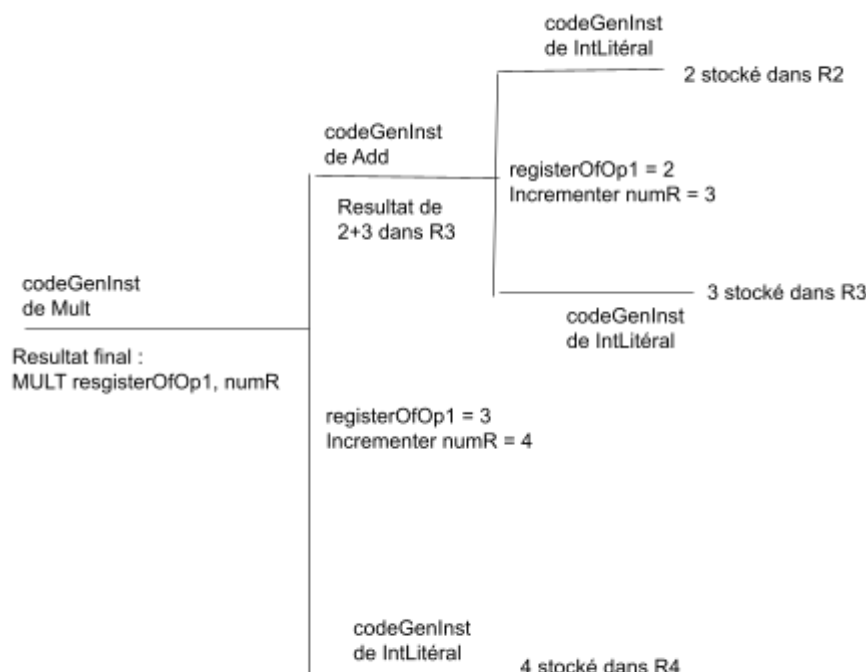 codeGenInst
de IntLitéral
2 stocké dans R2
codeGenInst
de Add
registerOfOp1 = 2
Incrementer numR = 3
Resultat de
2+3 dans R3
codeGenInst
de Mult
3 stocké dans R3
codeGenInst
de IntLitéral
Resultat final :
MULT resgisterOfOp1, numR
registerOfOp1 = 3
Incrementer numR = 4
codeGenInst
de IntLitéral
4 stocké dans R4